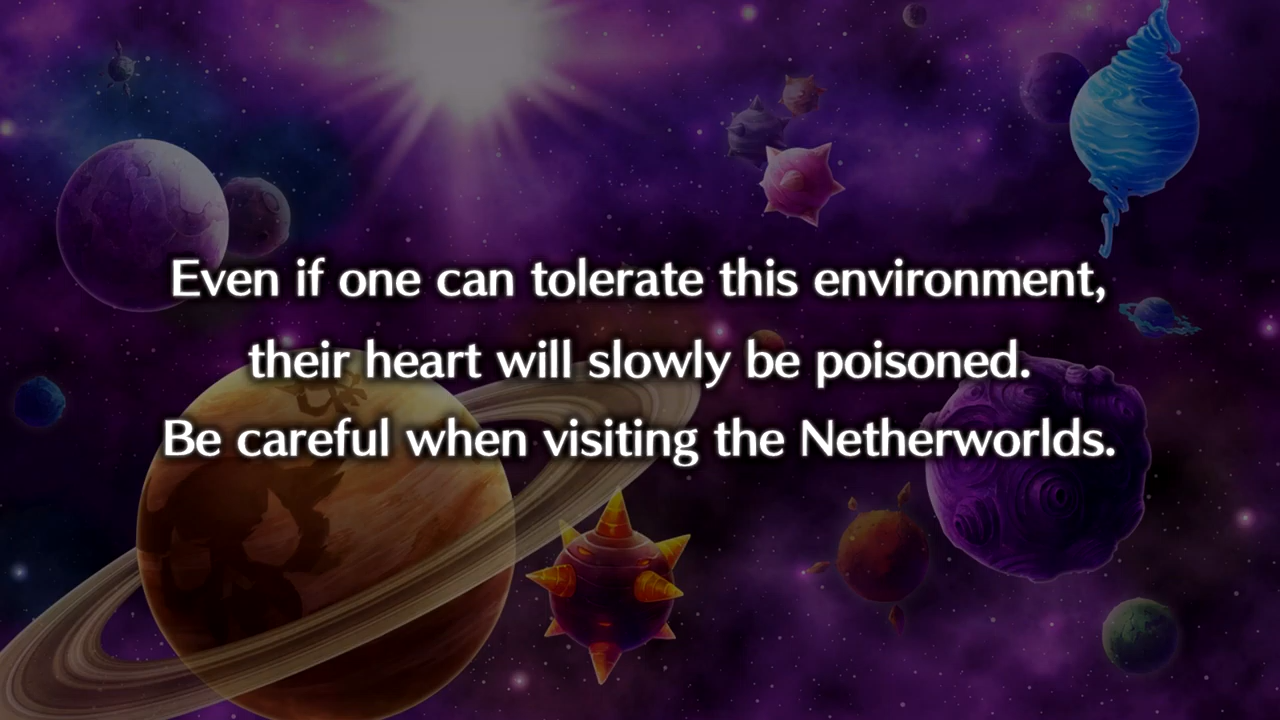 Even if one can tolerate this environment,
their heart will slowly be poisoned.
Be careful when visiting the Netherworlds.